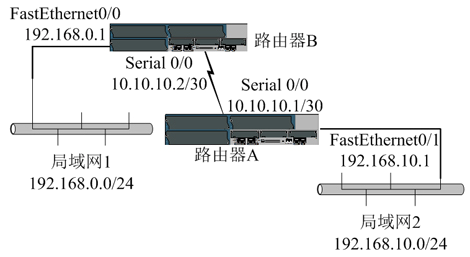 FastEthernet0/0
192.168.0.1
路由器B
Serial 0/0
10.10.10.2/30
Serial 0/0
10.10.10.1/30
路由器A
FastEthernet0/1
192.168.10.1
局域网1
192.168.0.0/24
局域网2
192.168.10.0/24